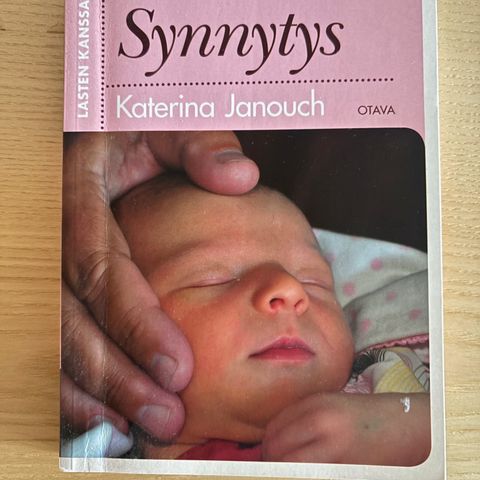 LASTEN KANSSA
Synnytys
Katerina Janouch
OTAVA